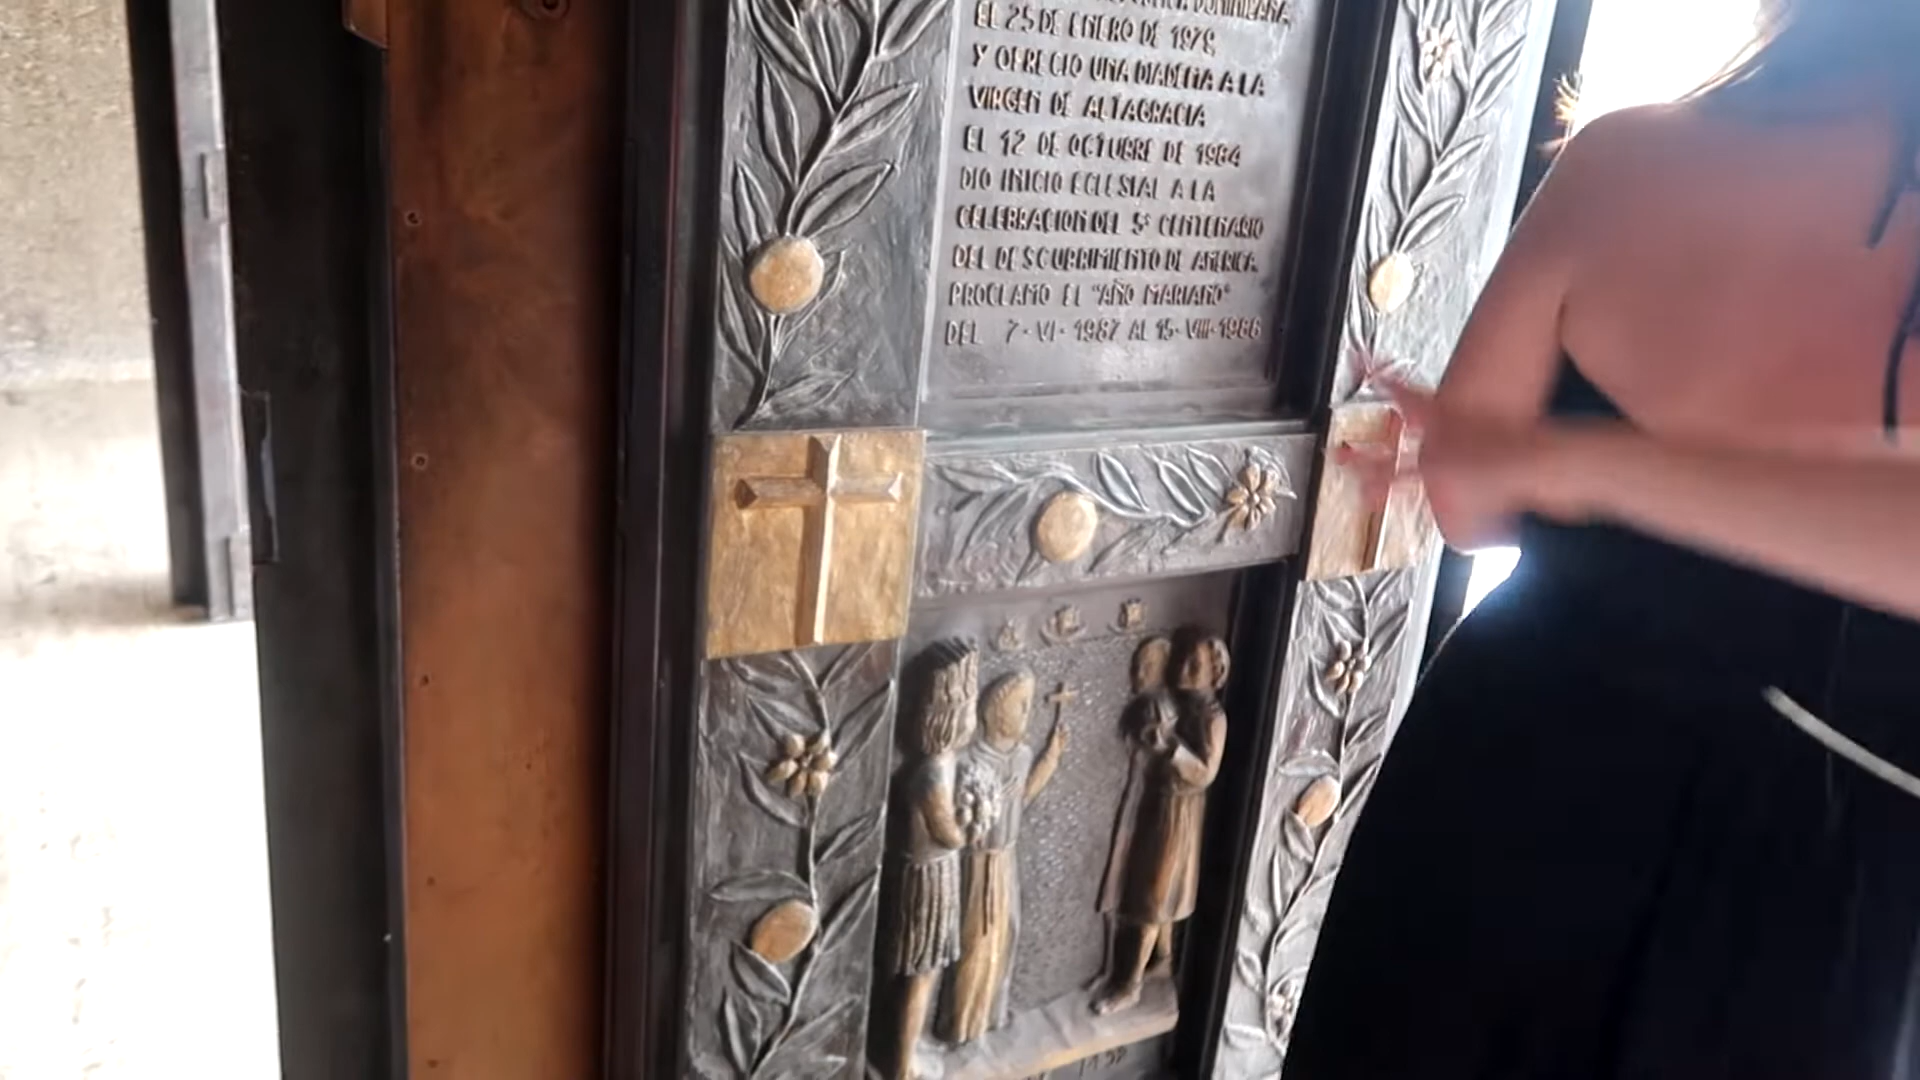 DOMINICANA,
EL 25 DE ENERO DE 1979,
Y OFRECIO UNA DIADEMA A LA
VIRGEN DE ALTAGRACIA
EL 12 DE OCTUBRE DE 1984
DIO INICIO ECLESIAL A LA
CELEBRACION DEL 5º CENTENARIO
DEL DESCUBRIMIENTO DE AMERICA.
PROCLAMO EL "AÑO MARIANO"
DEL 7·VI·1987 AL 15·VIII·1988